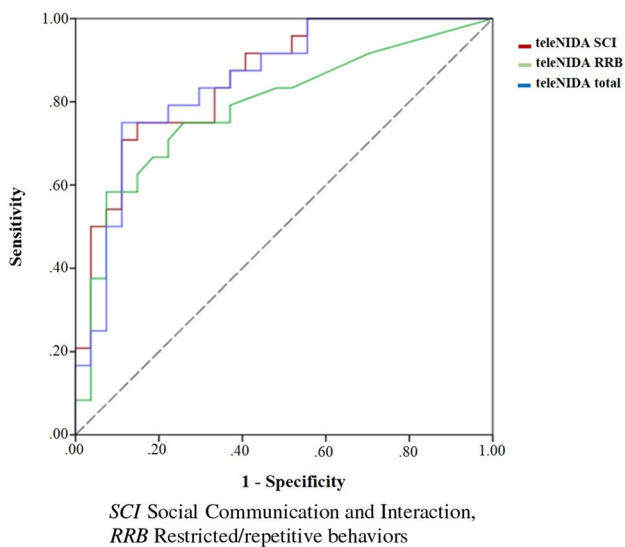 1.00
.80
.60
.40
.20
.00
Sensitivity
.00 .20 .40 .60 .80 1.00
1 - Specificity
teleNIDA SCI
teleNIDA RRB
teleNIDA total
SCI Social Communication and Interaction,
RRB Restricted/repetitive behaviors